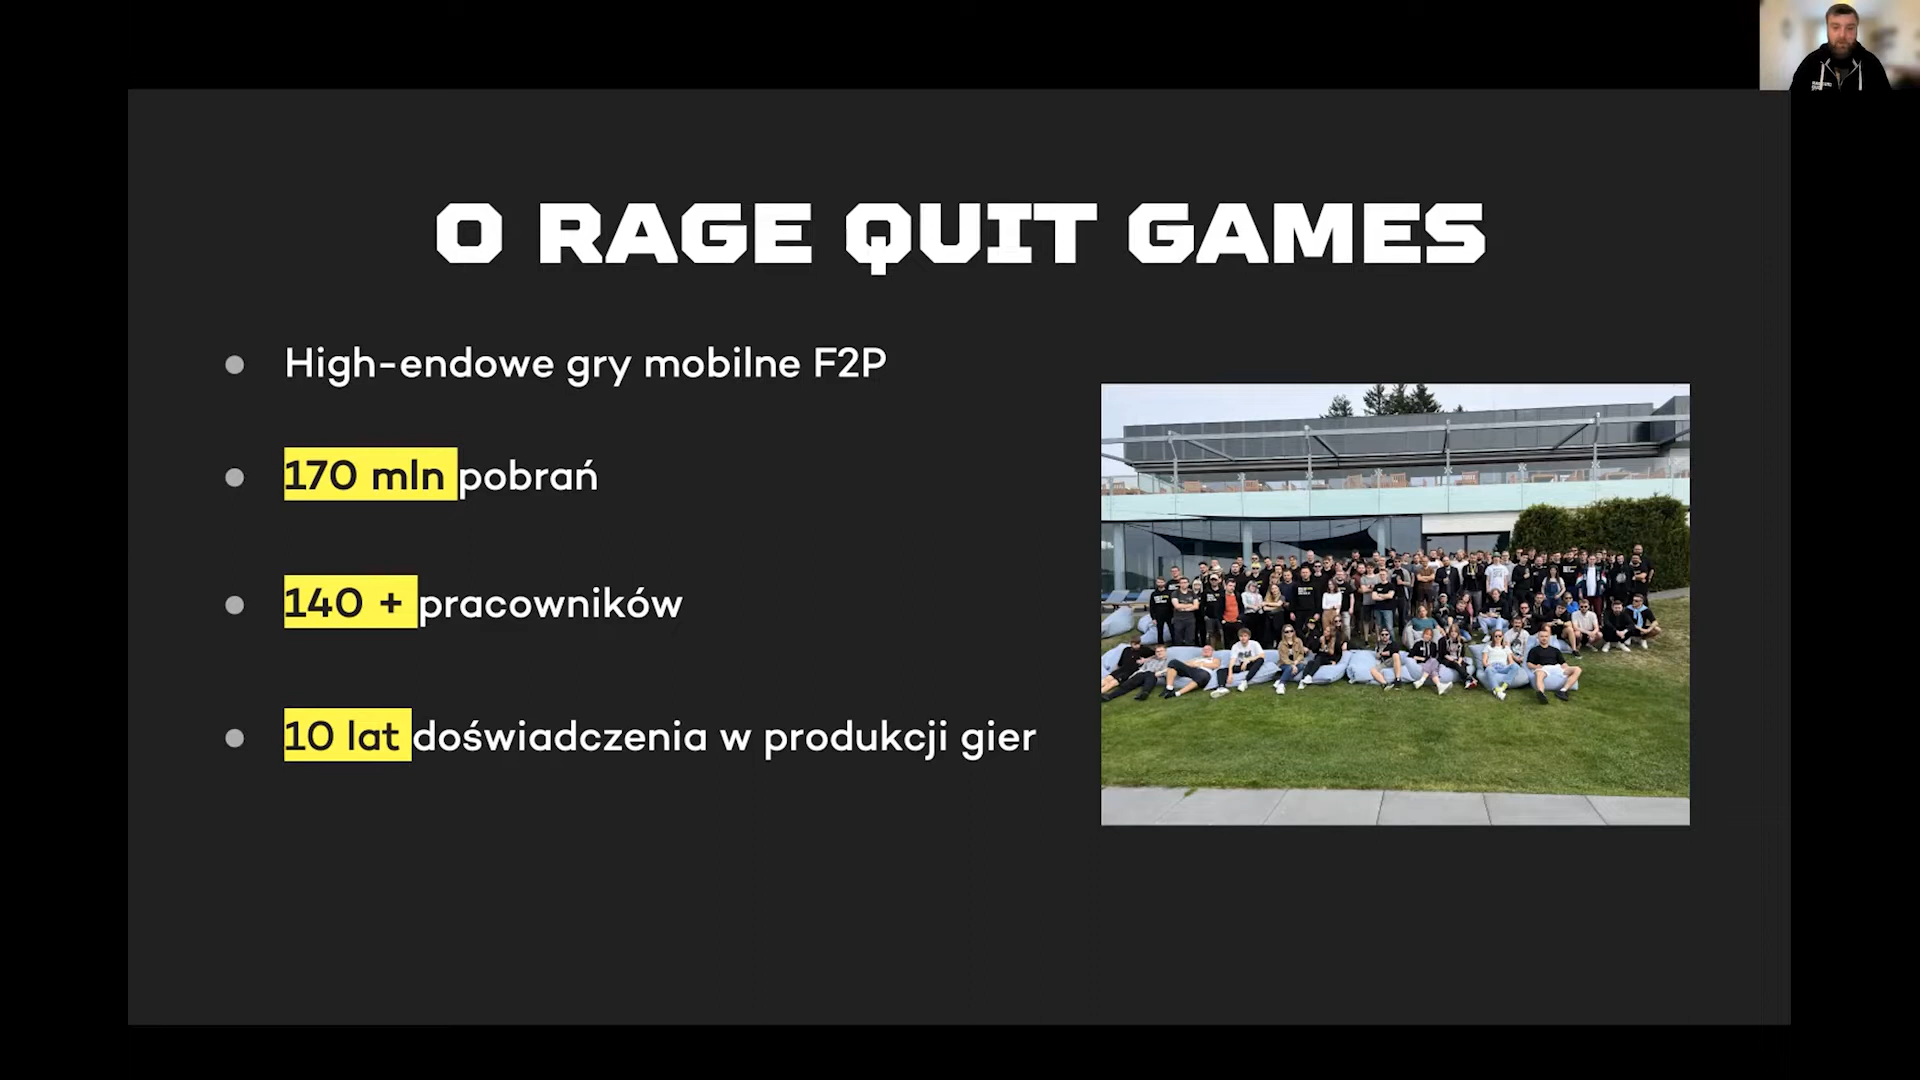 O RAGE QUIT GAMES
High-endowe gry mobilne F2P
170 mln pobrań
140 + pracowników
10 lat doświadczenia w produkcji gier